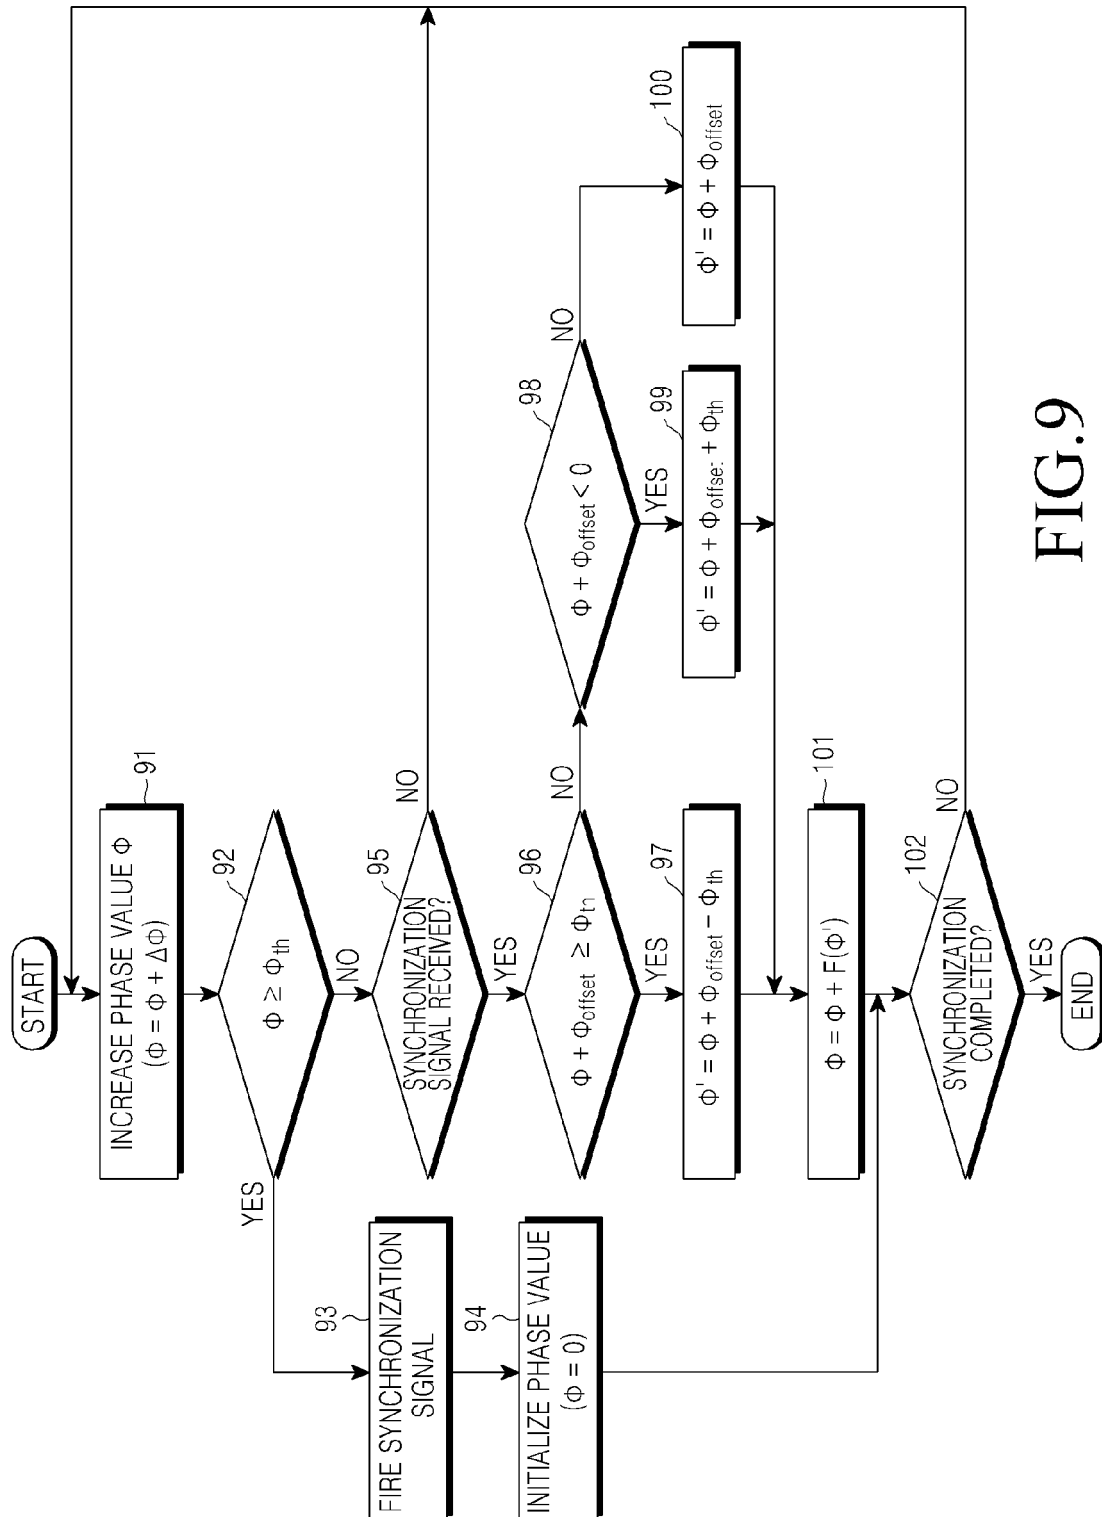 START
INCREASE PHASE VALUE Φ
(Φ = Φ + ΔΦ)
91
Φ ≥ Φth
92
YES
NO
FIRE SYNCHRONIZATION
SIGNAL
93
INITIALIZE PHASE VALUE
(Φ = 0)
94
SYNCHRONIZATION
SIGNAL RECEIVED?
95
NO
YES
Φ + Φoffset ≥ Φth
96
NO
YES
Φ' = Φ + Φoffset − Φth
97
Φ + Φoffset < 0
98
NO
YES
Φ' = Φ + Φoffset + Φth
99
Φ' = Φ + Φoffset
100
Φ = Φ + F(Φ')
101
SYNCHRONIZATION
COMPLETED?
102
NO
YES
END
FIG.9